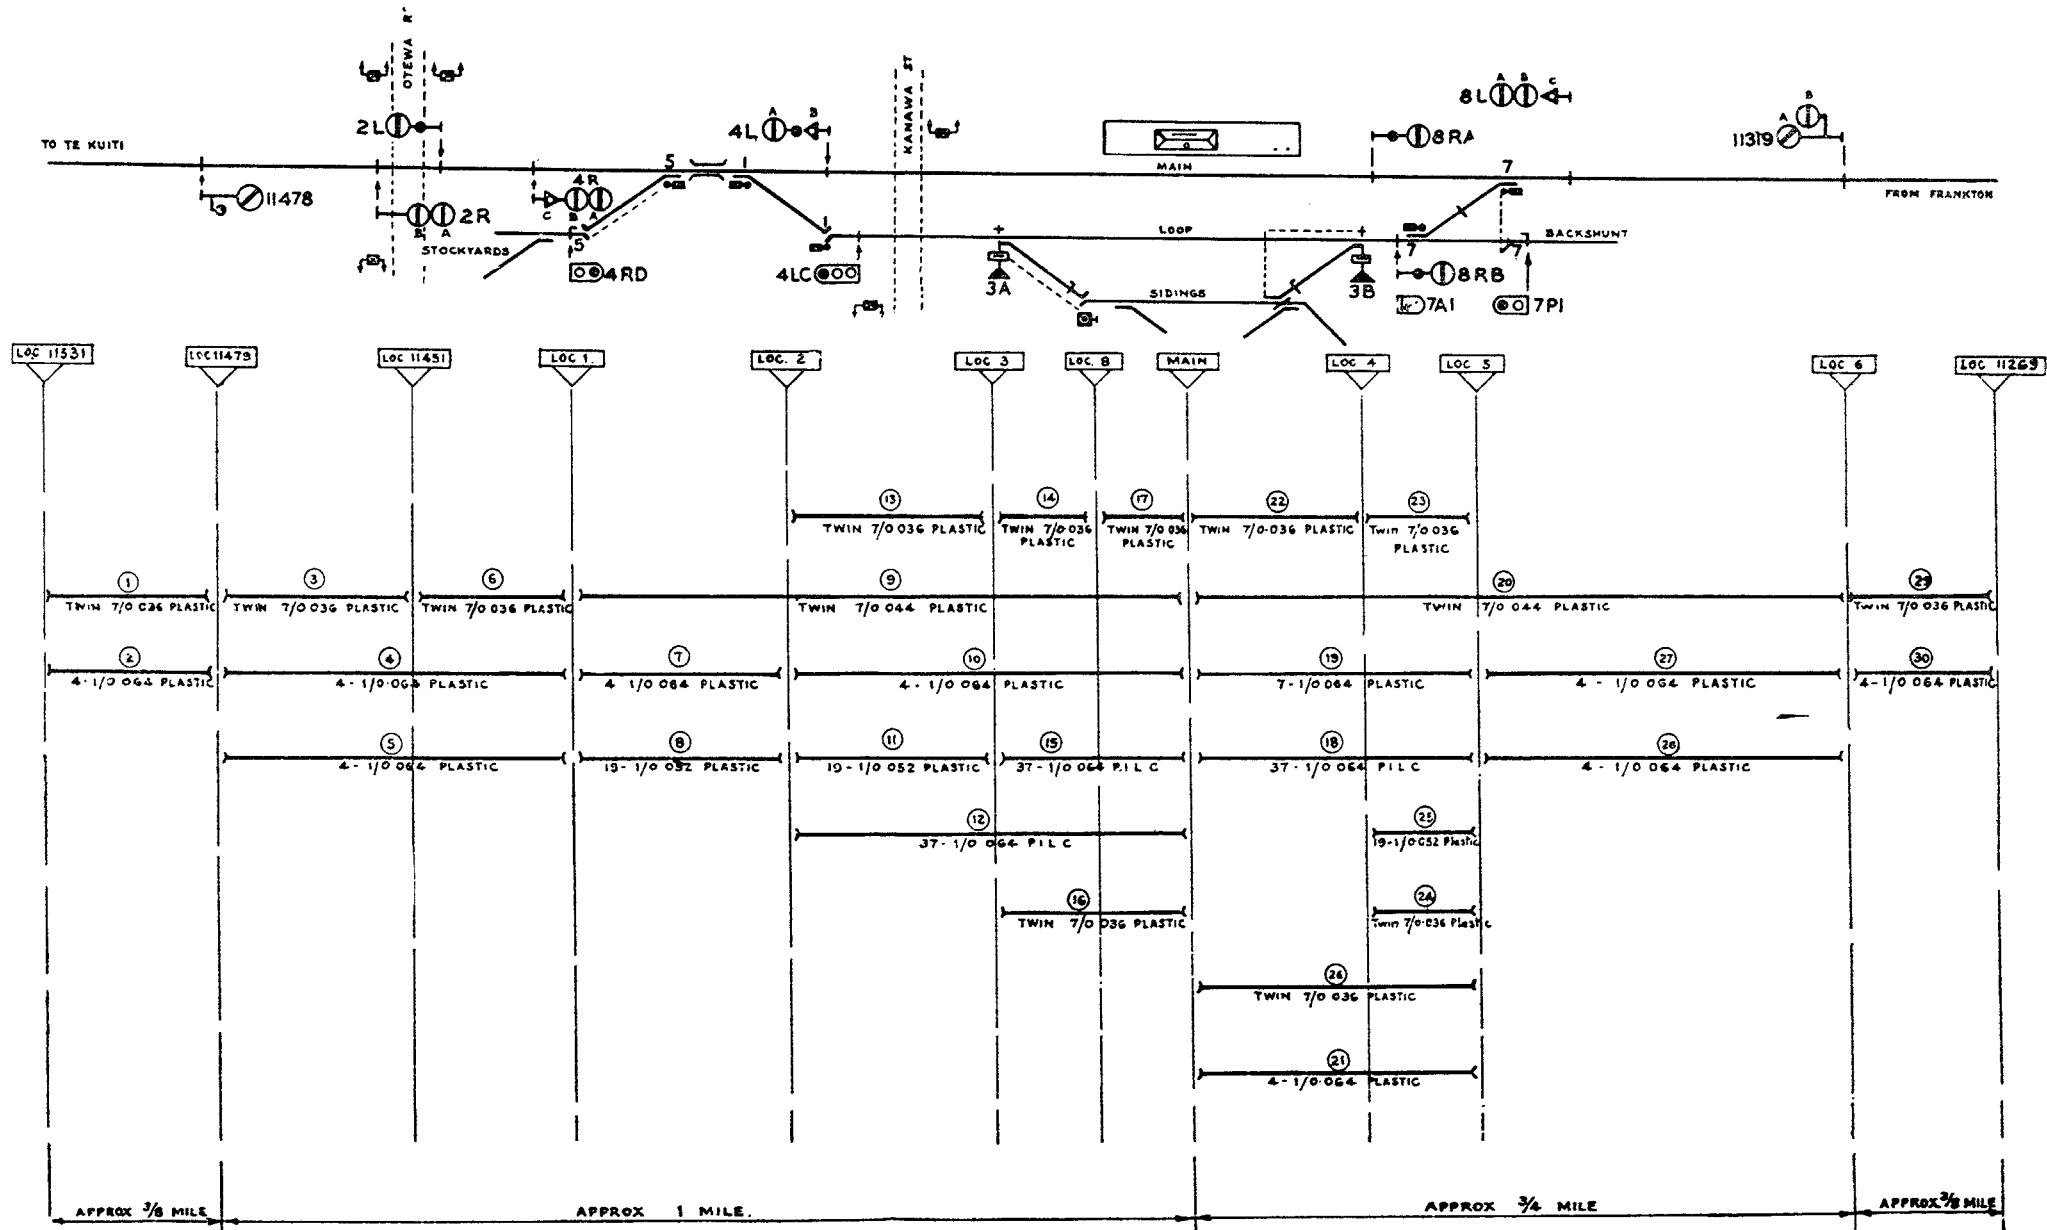 OTEWA R
KANAWA ST
A B C
8L
B
A
2L
A B
4L
8RA
11319
TO TE KUITI
MAIN
5
1
7
FROM FRANKTON
11478
4R
C B A
2R
B A
STOCKYARDS
5
1
LOOP
7
7
BACKSHUNT
4RD
4LC
3A
SIDINGS
3B
8RB
7A1
7P1
LOC 11531
LOC 11479
LOC 11451
LOC 1.
LOC. 2
LOC 3
LOC 8
MAIN
LOC 4
LOC 5
LOC 6
LOC 11269
13
14
17
22
23
TWIN 7/0 036 PLASTIC
TWIN 7/0 036 PLASTIC
TWIN 7/0 036 PLASTIC
TWIN 7/0·036 PLASTIC
Twin 7/0 036 PLASTIC
1
3
6
9
20
29
TWIN 7/0 036 PLASTIC
TWIN 7/0 036 PLASTIC
TWIN 7/0 036 PLASTIC
TWIN 7/0 044 PLASTIC
TWIN 7/0 044 PLASTIC
TWIN 7/0 036 PLASTIC
2
4
7
10
19
27
30
4-1/0 064 PLASTIC
4-1/0·064 PLASTIC
4 1/0 064 PLASTIC
4-1/0 064 PLASTIC
7-1/0 064 PLASTIC
4 - 1/0 064 PLASTIC
4-1/0 064 PLASTIC
5
8
11
15
18
28
4-1/0 064 PLASTIC
19-1/0 052 PLASTIC
19-1/0 052 PLASTIC
37-1/0 064 P.I.L C
37-1/0 064 P I L C
4 - 1/0 064 PLASTIC
12
25
37-1/0 064 P I L C
19-1/0·052 Plastic
16
24
TWIN 7/0 036 PLASTIC
Twin 7/0·036 Plastic
26
TWIN 7/0 036 PLASTIC
21
4-1/0·064 PLASTIC
APPROX 3/8 MILE
APPROX 1 MILE.
APPROX 3/4 MILE
APPROX 3/8 MILE